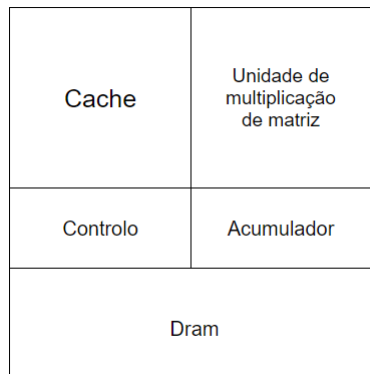 Cache
Unidade de
multiplicação
de matriz
Controlo
Acumulador
Dram